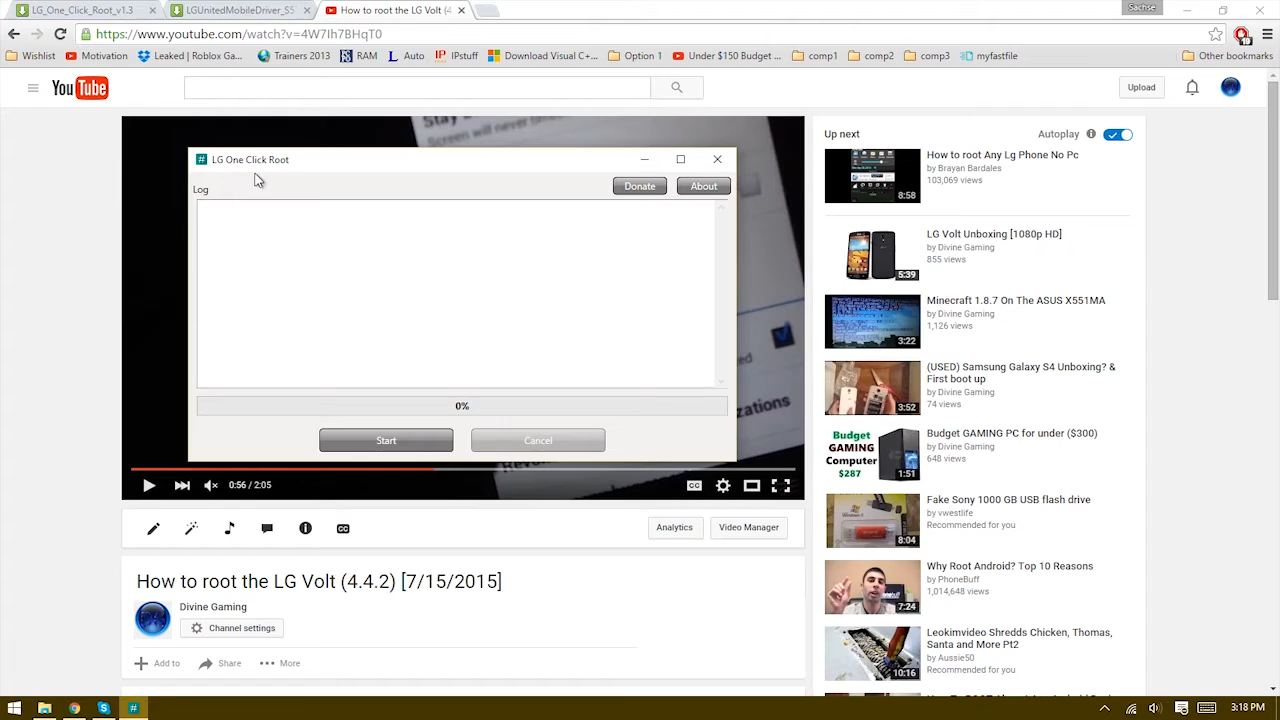 LG_One_Click_Root_v1.3
LGUnitedMobileDriver_S5
How to root the LG Volt (4
Sachse
https://www.youtube.com/watch?v=4W7Ih7BHqT0
Wishlist
Motivation
Leaked | Roblox Ga...
Trainers 2013
RAM
Auto
IPstuff
Download Visual C+...
Option 1
Under $150 Budget ...
comp1
comp2
comp3
myfastfile
Other bookmarks
YouTube
Upload
LG One Click Root
Log
Donate
About
0%
Start
Cancel
0:56 / 2:05
CC
Analytics
Video Manager
How to root the LG Volt (4.4.2) [7/15/2015]
Divine Gaming
Channel settings
Add to
Share
More
Up next
Autoplay
How to root Any Lg Phone No Pc
by Brayan Bardales
103,069 views
8:58
LG Volt Unboxing [1080p HD]
by Divine Gaming
855 views
5:39
Minecraft 1.8.7 On The ASUS X551MA
by Divine Gaming
1,126 views
3:22
(USED) Samsung Galaxy S4 Unboxing? &
First boot up
by Divine Gaming
74 views
3:52
Budget GAMING PC for under ($300)
by Divine Gaming
648 views
Budget
GAMING
Computer
$287
1:51
Fake Sony 1000 GB USB flash drive
by vwestlife
Recommended for you
8:04
Why Root Android? Top 10 Reasons
by PhoneBuff
1,014,648 views
7:24
Leokimvideo Shredds Chicken, Thomas,
Santa and More Pt2
by Aussie50
Recommended for you
10:16
3:18 PM